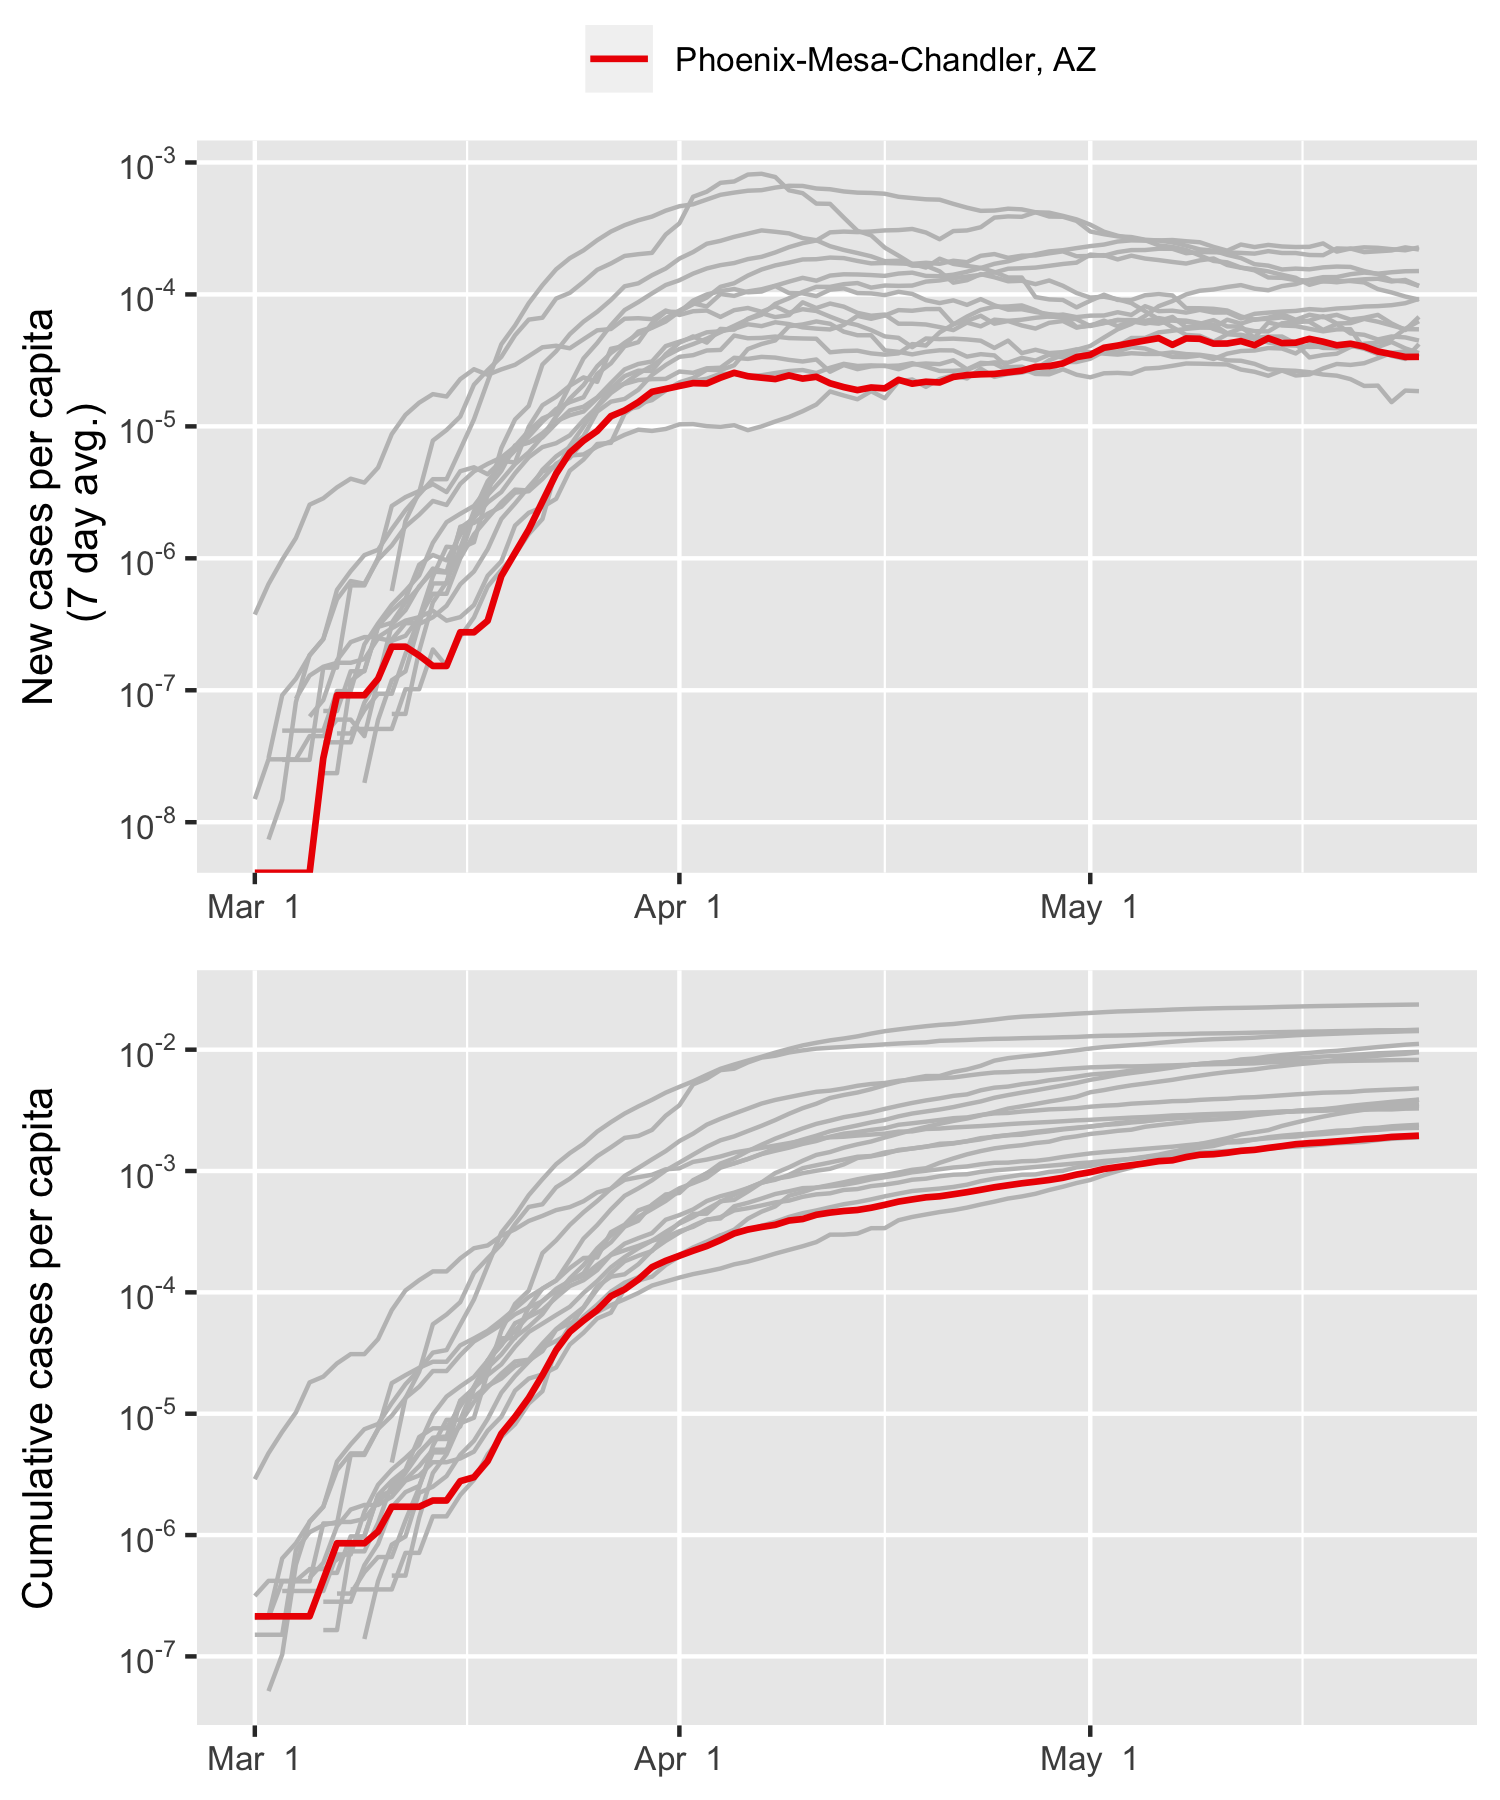 Phoenix-Mesa-Chandler, AZ
New cases per capita
(7 day avg.)
10-3
10-4
10-5
10-6
10-7
10-8
Mar 1
Apr 1
May 1
Cumulative cases per capita
10-2
10-3
10-4
10-5
10-6
10-7
Mar 1
Apr 1
May 1